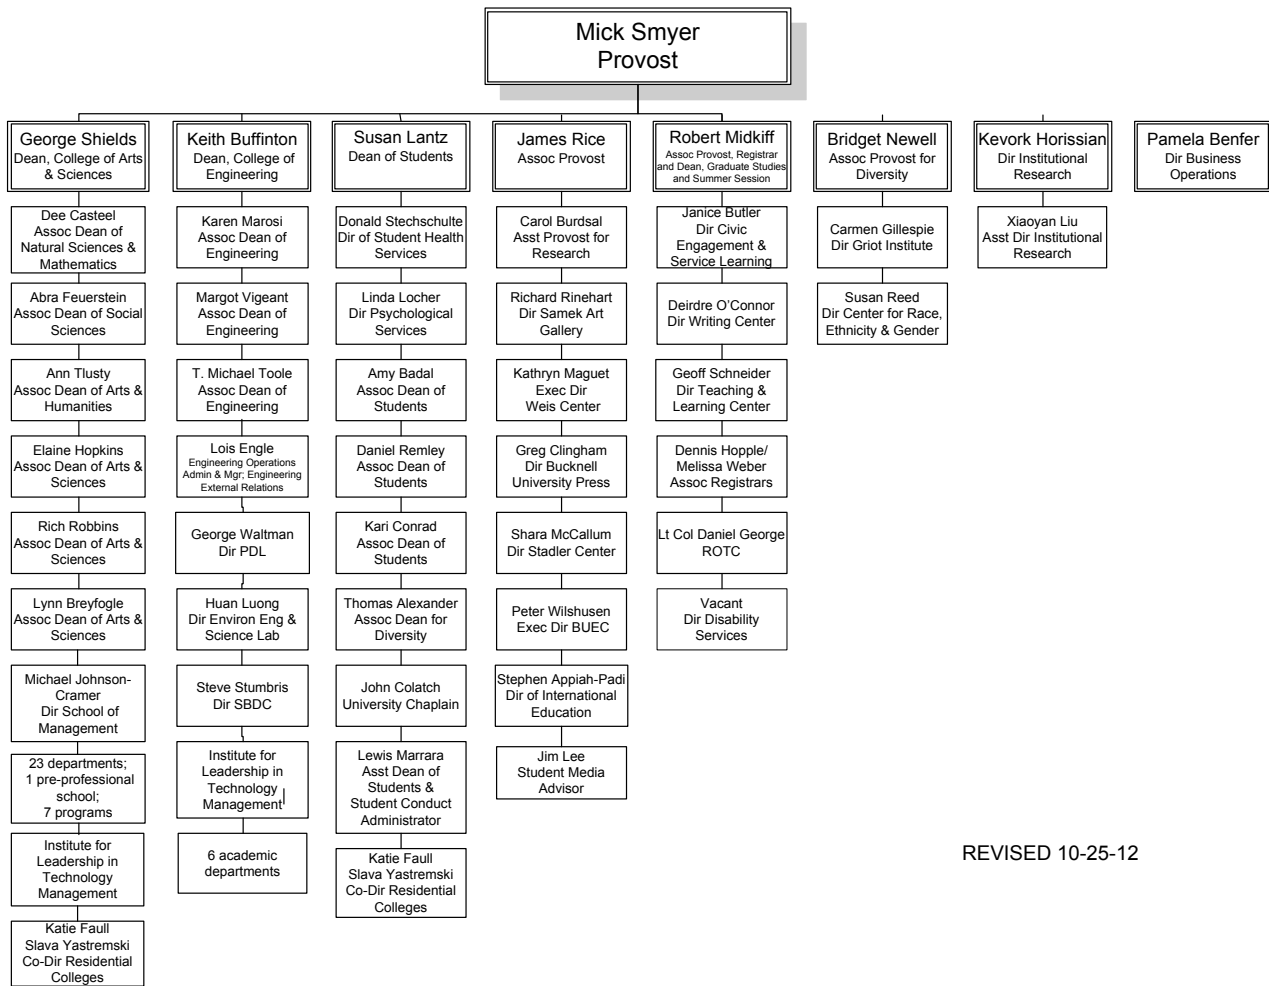 Mick Smyer
Provost
George Shields
Dean, College of Arts
& Sciences
Dee Casteel
Assoc Dean of
Natural Sciences &
Mathematics
Abra Feuerstein
Assoc Dean of Social
Sciences
Ann Tlusty
Assoc Dean of Arts &
Humanities
Elaine Hopkins
Assoc Dean of Arts &
Sciences
Rich Robbins
Assoc Dean of Arts &
Sciences
Lynn Breyfogle
Assoc Dean of Arts &
Sciences
Michael Johnson-
Cramer
Dir School of
Management
23 departments;
1 pre-professional
school;
7 programs
Institute for
Leadership in
Technology
Management
Katie Faull
Slava Yastremski
Co-Dir Residential
Colleges
Keith Buffinton
Dean, College of
Engineering
Karen Marosi
Assoc Dean of
Engineering
Margot Vigeant
Assoc Dean of
Engineering
T. Michael Toole
Assoc Dean of
Engineering
Lois Engle
Engineering Operations
Admin & Mgr; Engineering
External Relations
George Waltman
Dir PDL
Huan Luong
Dir Environ Eng &
Science Lab
Steve Stumbris
Dir SBDC
Institute for
Leadership in
Technology
Management
6 academic
departments
Susan Lantz
Dean of Students
Donald Stechschulte
Dir of Student Health
Services
Linda Locher
Dir Psychological
Services
Amy Badal
Assoc Dean of
Students
Daniel Remley
Assoc Dean of
Students
Kari Conrad
Assoc Dean of
Students
Thomas Alexander
Assoc Dean for
Diversity
John Colatch
University Chaplain
Lewis Marrara
Asst Dean of
Students &
Student Conduct
Administrator
Katie Faull
Slava Yastremski
Co-Dir Residential
Colleges
James Rice
Assoc Provost
Carol Burdsal
Asst Provost for
Research
Richard Rinehart
Dir Samek Art
Gallery
Kathryn Maguet
Exec Dir
Weis Center
Greg Clingham
Dir Bucknell
University Press
Shara McCallum
Dir Stadler Center
Peter Wilshusen
Exec Dir BUEC
Stephen Appiah-Padi
Dir of International
Education
Jim Lee
Student Media
Advisor
Robert Midkiff
Assoc Provost, Registrar
and Dean, Graduate Studies
and Summer Session
Janice Butler
Dir Civic
Engagement &
Service Learning
Deirdre O'Connor
Dir Writing Center
Geoff Schneider
Dir Teaching &
Learning Center
Dennis Hopple/
Melissa Weber
Assoc Registrars
Lt Col Daniel George
ROTC
Vacant
Dir Disability
Services
Bridget Newell
Assoc Provost for
Diversity
Carmen Gillespie
Dir Griot Institute
Susan Reed
Dir Center for Race,
Ethnicity & Gender
Kevork Horissian
Dir Institutional
Research
Xiaoyan Liu
Asst Dir Institutional
Research
Pamela Benfer
Dir Business
Operations
REVISED 10-25-12